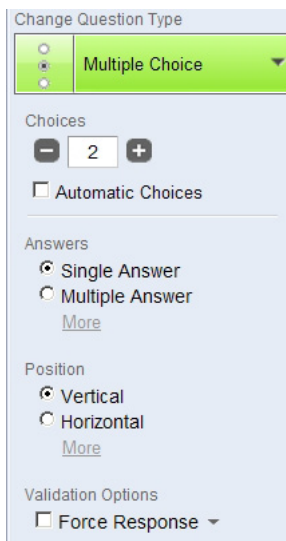 Change Question Type
Multiple Choice
Choices
2
Automatic Choices
Answers
Single Answer
Multiple Answer
More
Position
Vertical
Horizontal
More
Validation Options
Force Response